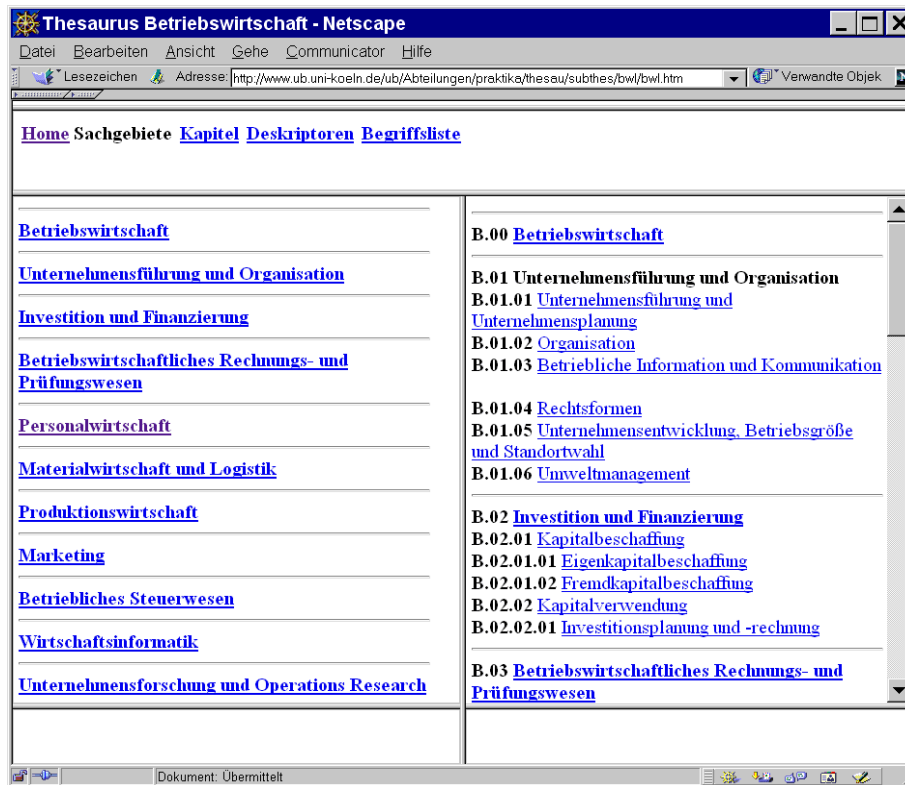 Thesaurus Betriebswirtschaft - Netscape
Datei Bearbeiten Ansicht Gehe Communicator Hilfe
Lesezeichen Adresse: http://www.ub.uni-koeln.de/ub/Abteilungen/praktika/thesau/subthes/bwl/bwl.htm Verwandte Objek
Home Sachgebiete Kapitel Deskriptoren Begriffsliste
Betriebswirtschaft
Unternehmensführung und Organisation
Investition und Finanzierung
Betriebswirtschaftliches Rechnungs- und
Prüfungswesen
Personalwirtschaft
Materialwirtschaft und Logistik
Produktionswirtschaft
Marketing
Betriebliches Steuerwesen
Wirtschaftsinformatik
Unternehmensforschung und Operations Research
B.00 Betriebswirtschaft
B.01 Unternehmensführung und Organisation
B.01.01 Unternehmensführung und
Unternehmensplanung
B.01.02 Organisation
B.01.03 Betriebliche Information und Kommunikation
B.01.04 Rechtsformen
B.01.05 Unternehmensentwicklung, Betriebsgröße
und Standortwahl
B.01.06 Umweltmanagement
B.02 Investition und Finanzierung
B.02.01 Kapitalbeschaffung
B.02.01.01 Eigenkapitalbeschaffung
B.02.01.02 Fremdkapitalbeschaffung
B.02.02 Kapitalverwendung
B.02.02.01 Investitionsplanung und -rechnung
B.03 Betriebswirtschaftliches Rechnungs- und
Prüfungswesen
Dokument: Übermittelt